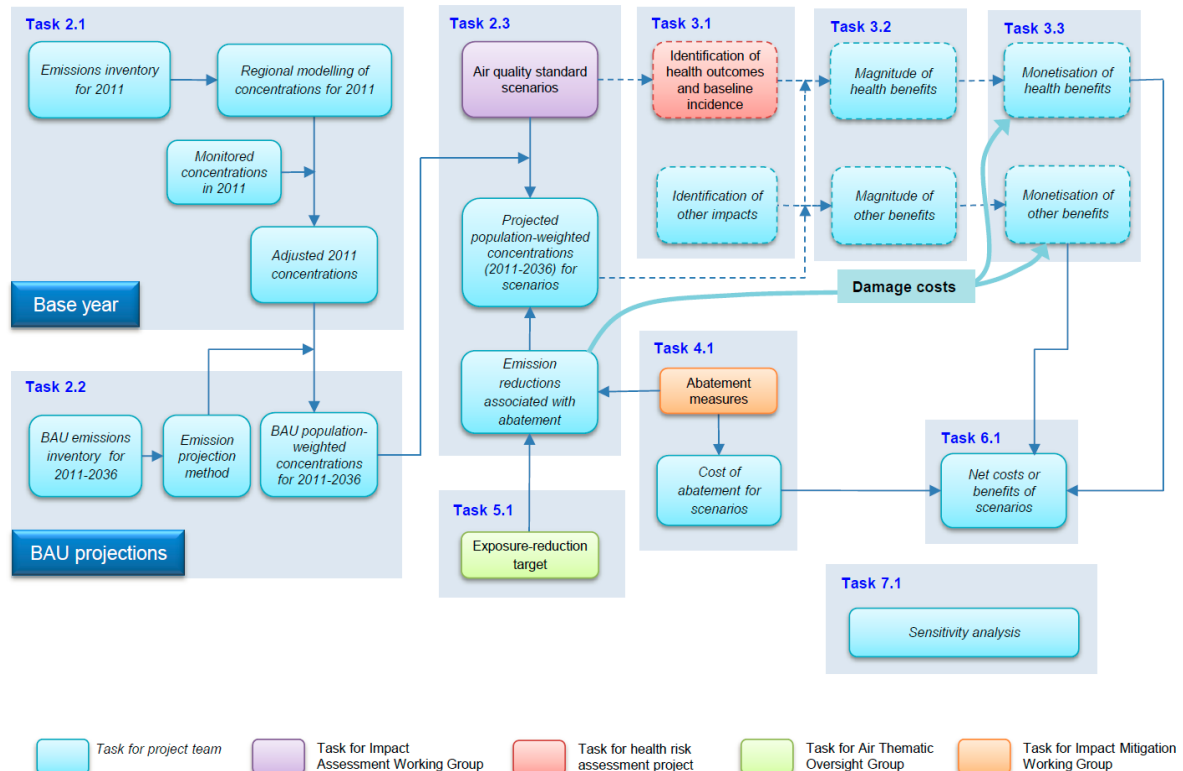 Task 2.1
Emissions inventory
for 2011
Regional modelling of
concentrations for 2011
Monitored
concentrations
in 2011
Adjusted 2011
concentrations
Base year
Task 2.2
BAU emissions
inventory for
2011-2036
Emission
projection
method
BAU population-
weighted
concentrations
for 2011-2036
BAU projections
Task 2.3
Air quality standard
scenarios
Projected
population-weighted
concentrations
(2011-2036) for
scenarios
Emission
reductions
associated with
abatement
Task 5.1
Exposure-reduction
target
Task 3.1
Identification of
health outcomes
and baseline
incidence
Identification of
other impacts
Task 3.2
Magnitude of
health benefits
Magnitude of
other benefits
Task 3.3
Monetisation of
health benefits
Monetisation of
other benefits
Damage costs
Task 4.1
Abatement
measures
Cost of
abatement for
scenarios
Task 6.1
Net costs or
benefits of
scenarios
Task 7.1
Sensitivity analysis
Task for project team
Task for Impact
Assessment Working Group
Task for health risk
assessment project
Task for Air Thematic
Oversight Group
Task for Impact Mitigation
Working Group